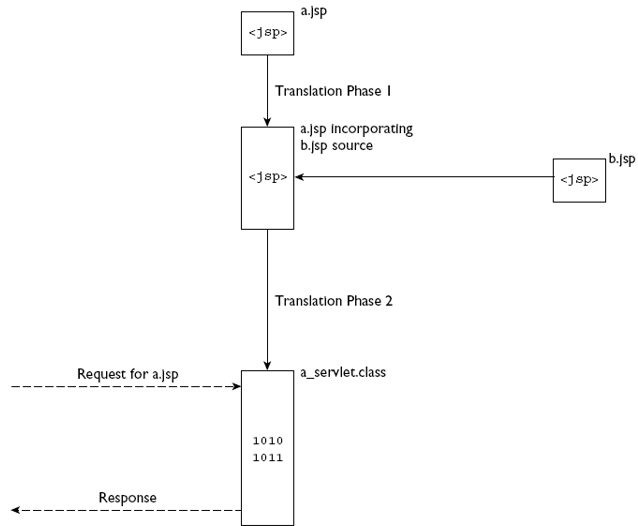 a.jsp
<jsp>
Translation Phase 1
a.jsp incorporating
b.jsp source
<jsp>
b.jsp
<jsp>
Translation Phase 2
Request for a.jsp
a_servlet.class
1010
1011
Response